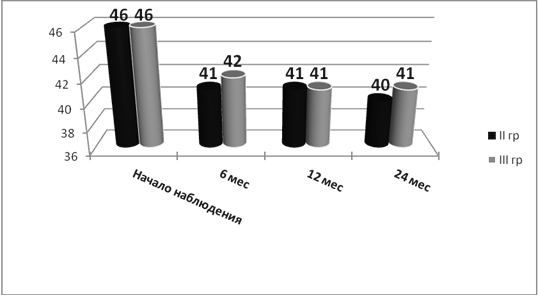 46 46
46
44
42
40
38
36
41 42
41 41
40 41
Начало наблюдения
6 мес
12 мес
24 мес
II гр
III гр